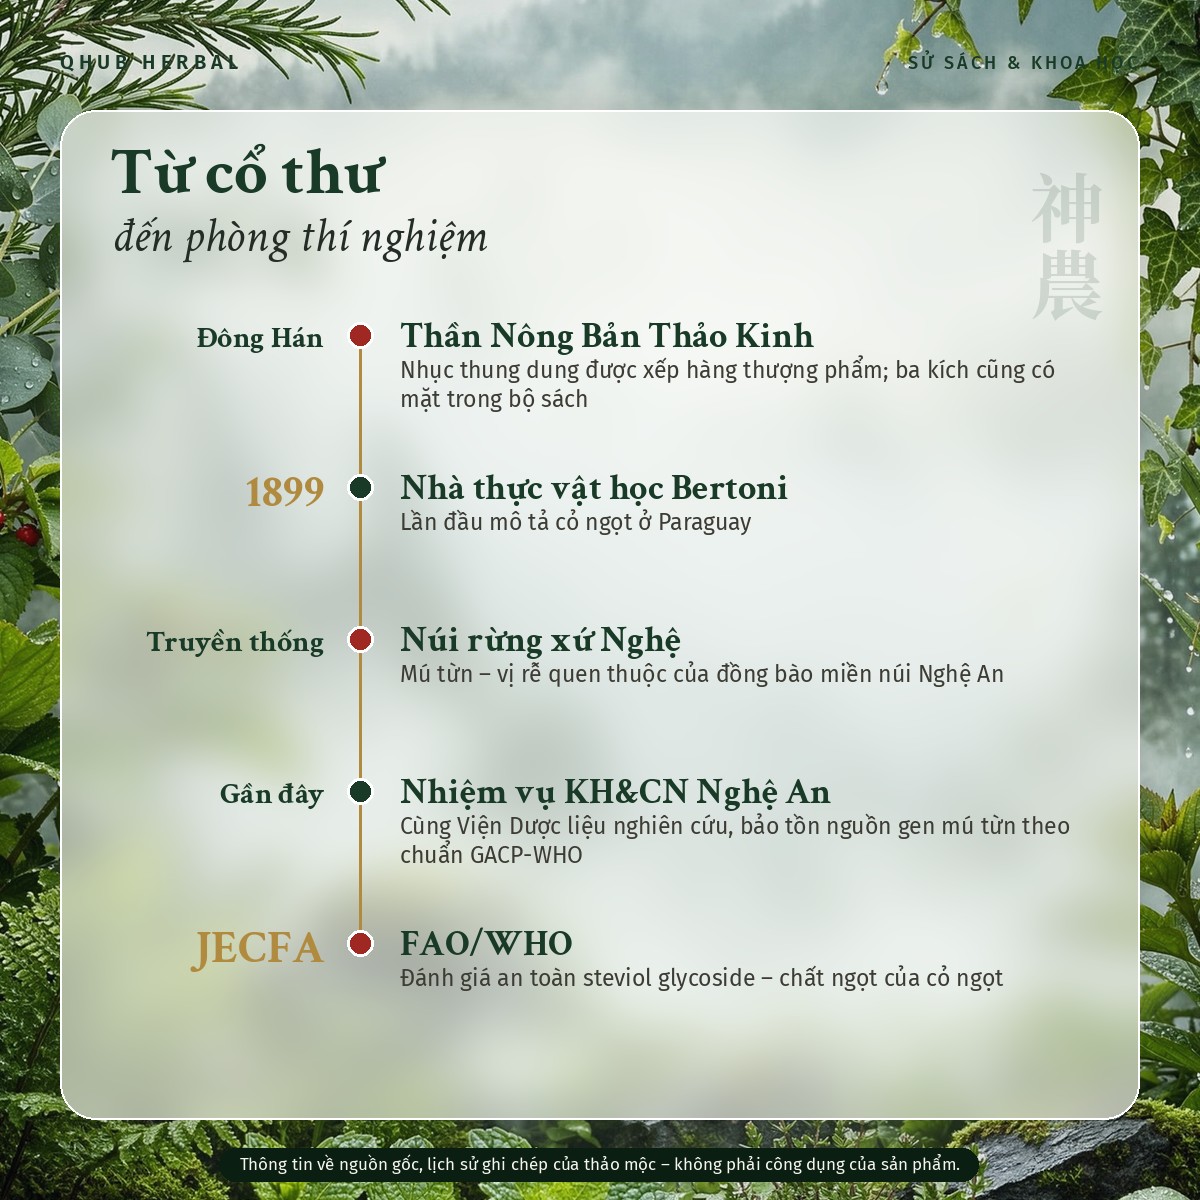 QHUB HERBAL
SỬ SÁCH & KHOA HỌC
Từ cổ thư
đến phòng thí nghiệm
神
農
Đông Hán
Thần Nông Bản Thảo Kinh
Nhục thung dung được xếp hàng thượng phẩm; ba kích cũng có
mặt trong bộ sách
1899
Nhà thực vật học Bertoni
Lần đầu mô tả cỏ ngọt ở Paraguay
Truyền thống
Núi rừng xứ Nghệ
Mú từn – vị rễ quen thuộc của đồng bào miền núi Nghệ An
Gần đây
Nhiệm vụ KH&CN Nghệ An
Cùng Viện Dược liệu nghiên cứu, bảo tồn nguồn gen mú từn theo
chuẩn GACP-WHO
JECFA
FAO/WHO
Đánh giá an toàn steviol glycoside – chất ngọt của cỏ ngọt
Thông tin về nguồn gốc, lịch sử ghi chép của thảo mộc – không phải công dụng của sản phẩm.